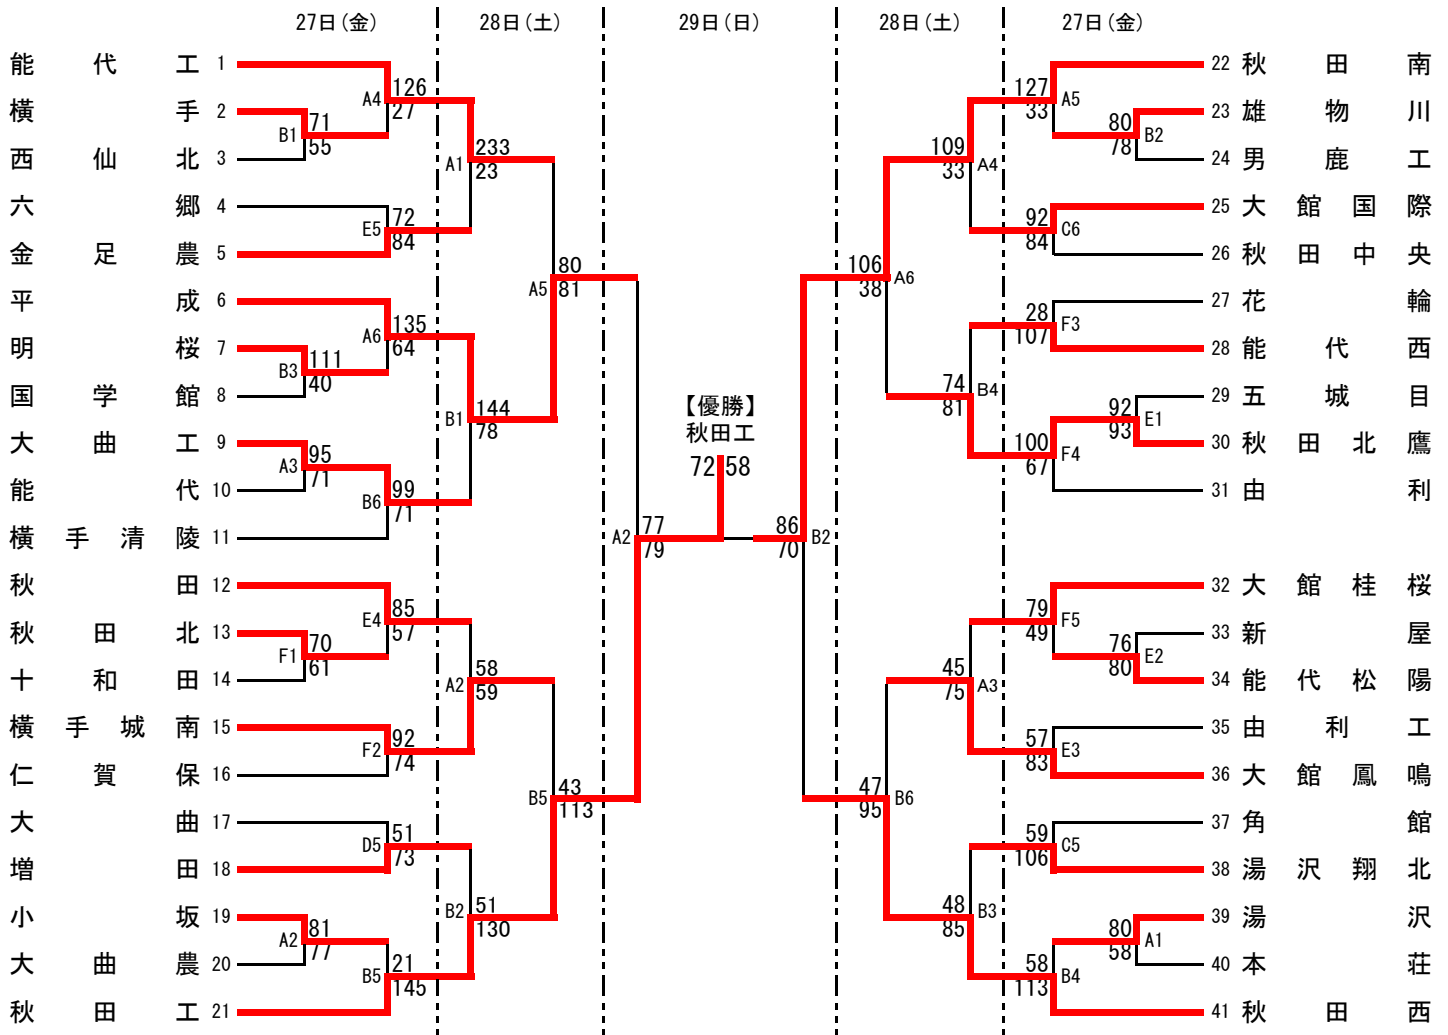 27日(金) 28日(土) 29日(日) 28日(土) 27日(金)
能代工 1
横手 2
西仙北 3
六郷 4
金足農 5
平成 6
明桜 7
国学館 8
大曲工 9
能代 10
横手清陵 11
秋田 12
秋田北 13
十和田 14
横手城南 15
仁賀保 16
大曲 17
増田 18
小坂 19
大曲農 20
秋田工 21
A4 126 27
B1 71 55
E5 72 84
A6 135 64
B3 111 40
A3 95 71
B6 99 71
E4 85 57
F1 70 61
F2 92 74
D5 51 73
A2 81 77
B5 21 145
A1 233 23
B1 144 78
A2 58 59
B2 51 130
A5 80 81
B5 43 113
A2 77 79
【優勝】
秋田工
72 58
86 70 B2
106 38 A6
47 95 B6
109 33 A4
74 81 B4
45 75 A3
48 85 B3
127 33 A5
80 78 B2
92 84 C6
28 107 F3
92 93 E1
100 67 F4
79 49 F5
76 80 E2
57 83 E3
59 106 C5
80 58 A1
58 113 B4
22 秋田南
23 雄物川
24 男鹿工
25 大館国際
26 秋田中央
27 花輪
28 能代西
29 五城目
30 秋田北鷹
31 由利
32 大館桂桜
33 新屋
34 能代松陽
35 由利工
36 大館鳳鳴
37 角館
38 湯沢翔北
39 湯沢
40 本荘
41 秋田西